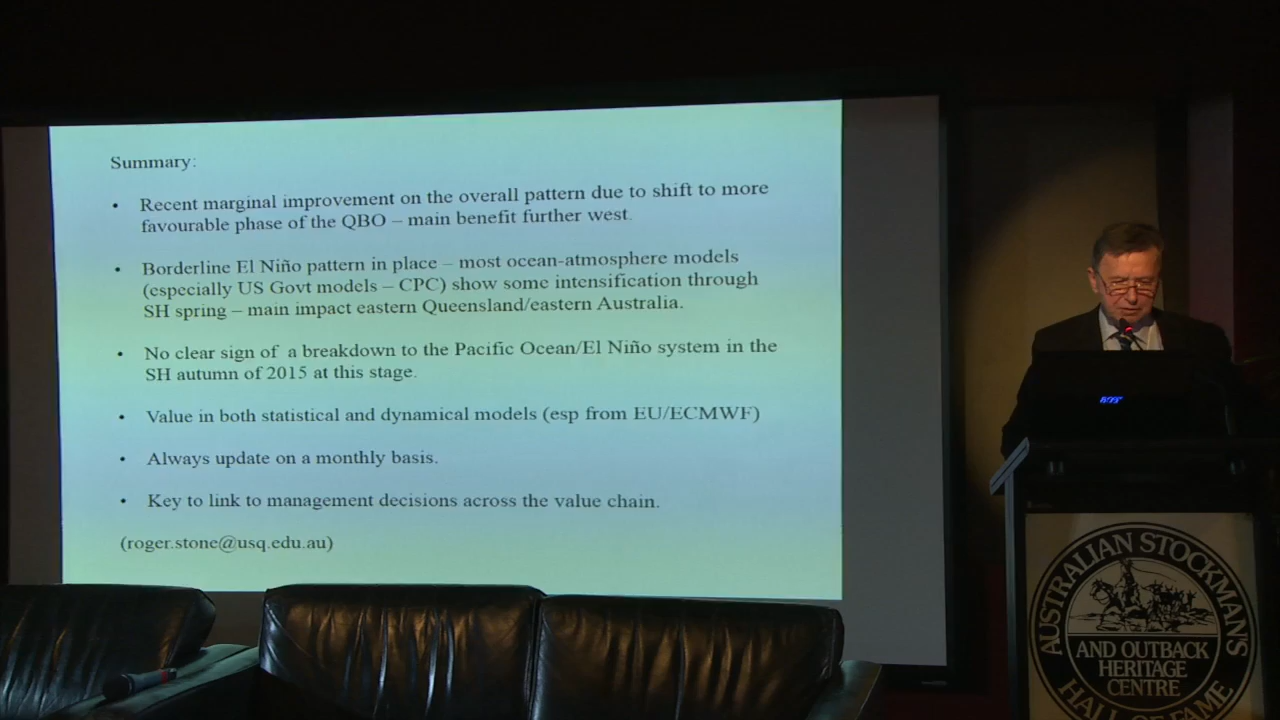 Summary:
• Recent marginal improvement on the overall pattern due to shift to more
favourable phase of the QBO – main benefit further west.
• Borderline El Niño pattern in place – most ocean-atmosphere models
(especially US Govt models – CPC) show some intensification through
SH spring – main impact eastern Queensland/eastern Australia.
• No clear sign of a breakdown to the Pacific Ocean/El Niño system in the
SH autumn of 2015 at this stage.
• Value in both statistical and dynamical models (esp from EU/ECMWF)
• Always update on a monthly basis.
• Key to link to management decisions across the value chain.
(roger.stone@usq.edu.au)
AUSTRALIAN STOCKMAN'S
AND OUTBACK
HERITAGE
CENTRE
HALL OF FAME